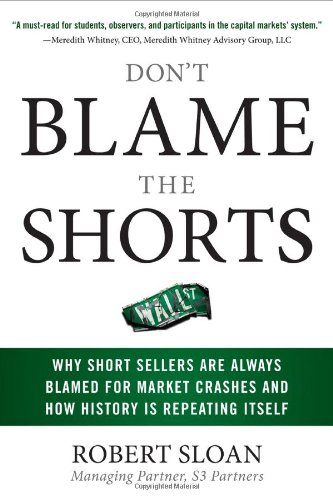 "A must-read for students, observers, and participants in the capital markets' system."
—Meredith Whitney, CEO, Meredith Whitney Advisory Group, LLC
DON'T
BLAME
THE
SHORTS
WALL ST
WHY SHORT SELLERS ARE ALWAYS
BLAMED FOR MARKET CRASHES AND
HOW HISTORY IS REPEATING ITSELF
ROBERT SLOAN
Managing Partner, S3 Partners